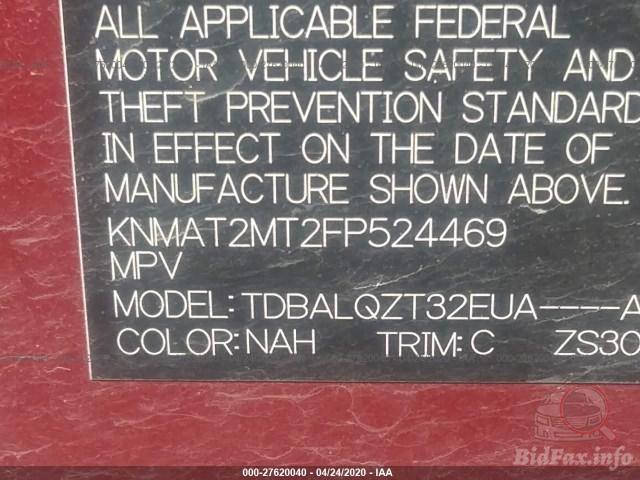 ALL APPLICABLE FEDERAL
MOTOR VEHICLE SAFETY AND
THEFT PREVENTION STANDARD
IN EFFECT ON THE DATE OF
MANUFACTURE SHOWN ABOVE.
KNMAT2MT2FP524469
MPV
MODEL: TDBALQZT32EUA----A
COLOR: NAH TRIM: C ZS30
BidFax.info
000-27620040 - 04/24/2020 - IAA